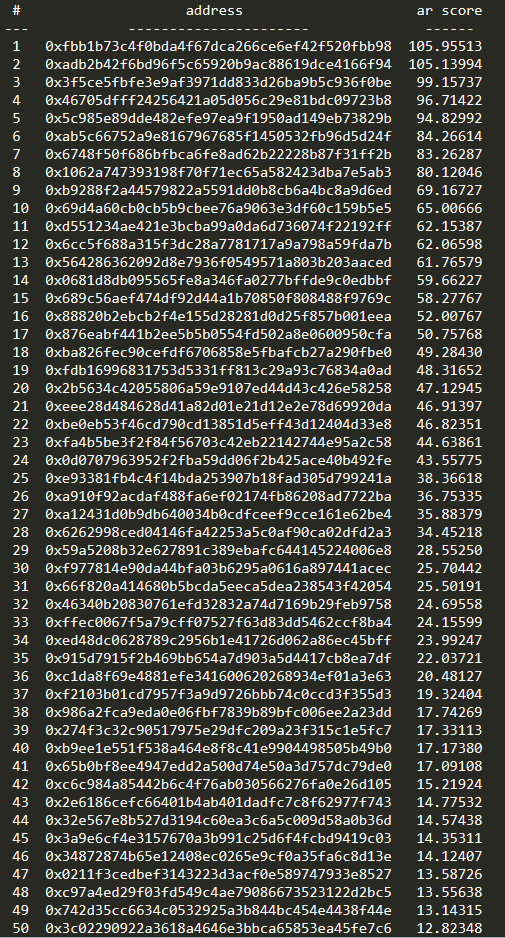 # address ar score
--- ---------------------- ------
1 0xfbb1b73c4f0bda4f67dca266ce6ef42f520fbb98 105.95513
2 0xadb2b42f6bd96f5c65920b9ac88619dce4166f94 105.13994
3 0x3f5ce5fbfe3e9af3971dd833d26ba9b5c936f0be 99.15737
4 0x46705dfff24256421a05d056c29e81bdc09723b8 96.71422
5 0x5c985e89dde482efe97ea9f1950ad149eb73829b 94.82992
6 0xab5c66752a9e8167967685f1450532fb96d5d24f 84.26614
7 0x6748f50f686bfbca6fe8ad62b22228b87f31ff2b 83.26287
8 0x1062a747393198f70f71ec65a582423dba7e5ab3 80.12046
9 0xb9288f2a44579822a5591dd0b8cb6a4bc8a9d6ed 69.16727
10 0x69d4a60cb0cb5b9cbee76a9063e3df60c159b5e5 65.00666
11 0xd551234ae421e3bcba99a0da6d736074f22192ff 62.15387
12 0x6cc5f688a315f3dc28a7781717a9a798a59fda7b 62.06598
13 0x564286362092d8e7936f0549571a803b203aaced 61.76579
14 0x0681d8db095565fe8a346fa0277bffde9c0edbbf 59.66227
15 0x689c56aef474df92d44a1b70850f808488f9769c 58.27767
16 0x88820b2ebcb2f4e155d28281d0d25f857b001eea 52.00767
17 0x876eabf441b2ee5b5b0554fd502a8e0600950cfa 50.75768
18 0xba826fec90cefdf6706858e5fbafcb27a290fbe0 49.28430
19 0xfdb16996831753d5331ff813c29a93c76834a0ad 48.31652
20 0x2b5634c42055806a59e9107ed44d43c426e58258 47.12945
21 0xeee28d484628d41a82d01e21d12e2e78d69920da 46.91397
22 0xbe0eb53f46cd790cd13851d5eff43d12404d33e8 46.82351
23 0xfa4b5be3f2f84f56703c42eb22142744e95a2c58 44.63861
24 0x0d0707963952f2fba59dd06f2b425ace40b492fe 43.55775
25 0xe93381fb4c4f14bda253907b18fad305d799241a 38.36618
26 0xa910f92acdaf488fa6ef02174fb86208ad7722ba 36.75335
27 0xa12431d0b9db640034b0cdfceef9cce161e62be4 35.88379
28 0x6262998ced04146fa42253a5c0af90ca02dfd2a3 34.45218
29 0x59a5208b32e627891c389ebafc644145224006e8 28.55250
30 0xf977814e90da44bfa03b6295a0616a897441acec 25.70442
31 0x66f820a414680b5bcda5eeca5dea238543f42054 25.50191
32 0x46340b20830761efd32832a74d7169b29feb9758 24.69558
33 0xffec0067f5a79cff07527f63d83dd5462ccf8ba4 24.15599
34 0xed48dc0628789c2956b1e41726d062a86ec45bff 23.99247
35 0x915d7915f2b469bb654a7d903a5d4417cb8ea7df 22.03721
36 0xc1da8f69e4881efe341600620268934ef01a3e63 20.48127
37 0xf2103b01cd7957f3a9d9726bbb74c0ccd3f355d3 19.32404
38 0x986a2fca9eda0e06fbf7839b89bfc006ee2a23dd 17.74269
39 0x274f3c32c90517975e29dfc209a23f315c1e5fc7 17.33113
40 0xb9ee1e551f538a464e8f8c41e9904498505b49b0 17.17380
41 0x65b0bf8ee4947edd2a500d74e50a3d757dc79de0 17.09108
42 0xc6c984a85442b6c4f76ab030566276fa0e26d105 15.21924
43 0x2e6186cefc66401b4ab401dadfc7c8f62977f743 14.77532
44 0x32e567e8b527d3194c60ea3c6a5c009d58a0b36d 14.57438
45 0x3a9e6cf4e3157670a3b991c25d6f4fcbd9419c03 14.35311
46 0x34872874b65e12408ec0265e9cf0a35fa6c8d13e 14.12407
47 0x0211f3cedbef3143223d3acf0e589747933e8527 13.58726
48 0xc97a4ed29f03fd549c4ae79086673523122d2bc5 13.55638
49 0x742d35cc6634c0532925a3b844bc454e4438f44e 13.14315
50 0x3c02290922a3618a4646e3bbca65853ea45fe7c6 12.82348